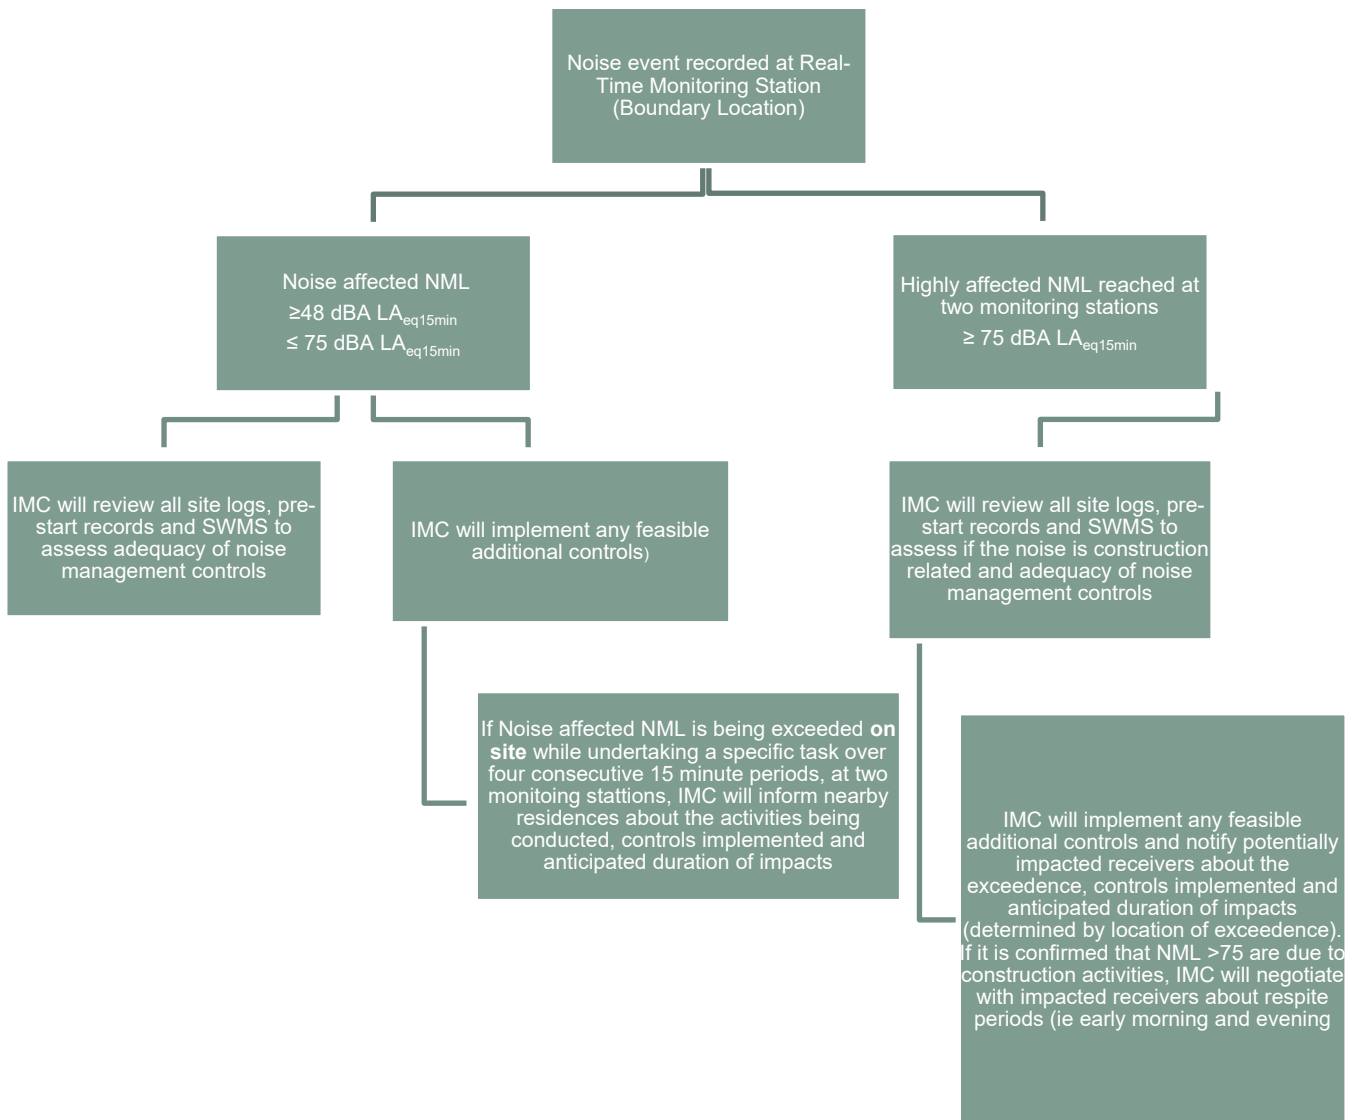 Noise event recorded at Real-
Time Monitoring Station
(Boundary Location)
Noise affected NML
≥48 dBA LAeq15min
≤ 75 dBA LAeq15min
Highly affected NML reached at
two monitoring stations
≥ 75 dBA LAeq15min
IMC will review all site logs, pre-
start records and SWMS to
assess adequacy of noise
management controls
IMC will implement any feasible
additional controls)
IMC will review all site logs, pre-
start records and SWMS to
assess if the noise is construction
related and adequacy of noise
management controls
If Noise affected NML is being exceeded on
site while undertaking a specific task over
four consecutive 15 minute periods, at two
monitoing stattions, IMC will inform nearby
residences about the activities being
conducted, controls implemented and
anticipated duration of impacts
IMC will implement any feasible
additional controls and notify potentially
impacted receivers about the
exceedence, controls implemented and
anticipated duration of impacts
(determined by location of exceedence).
If it is confirmed that NML >75 are due to
construction activities, IMC will negotiate
with impacted receivers about respite
periods (ie early morning and evening